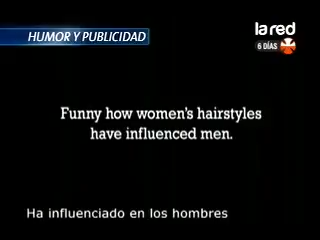 HUMOR Y PUBLICIDAD
la red
6 DÍAS
Funny how women's hairstyles
have influenced men.
Ha influenciado en los hombres